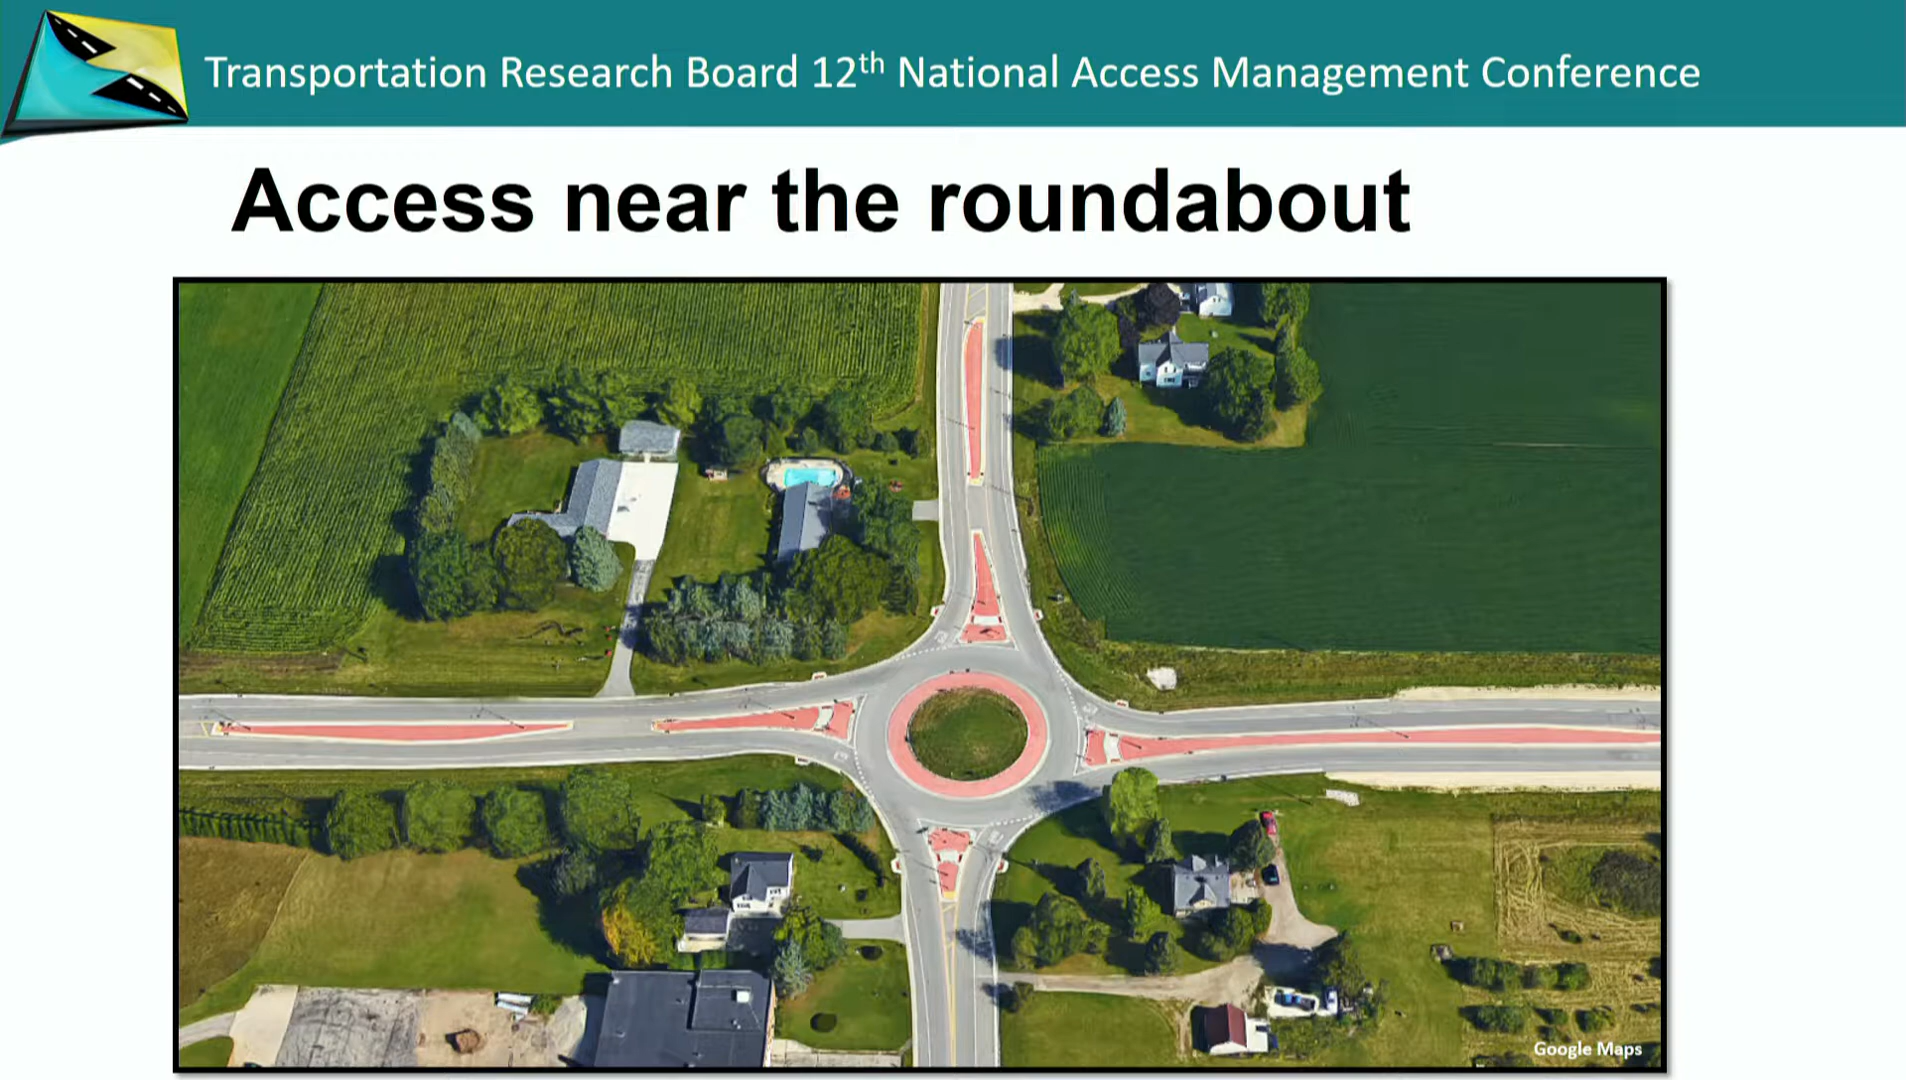 Transportation Research Board 12th National Access Management Conference
Access near the roundabout
Google Maps